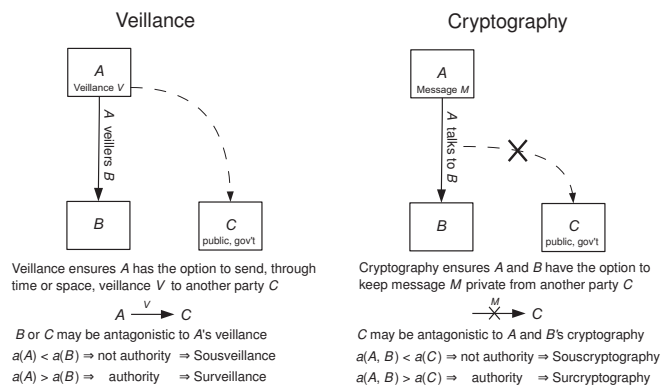 Veillance
A
Veillance V
A veillers B
B
C
public, gov't
Veillance ensures A has the option to send, through
time or space, veillance V to another party C
A V C
B or C may be antagonistic to A's veillance
a(A) < a(B) ⇒ not authority ⇒ Sousveillance
a(A) > a(B) ⇒ authority ⇒ Surveillance
Cryptography
A
Message M
A talks to B
B
C
public, gov't
Cryptography ensures A and B have the option to
keep message M private from another party C
M C
C may be antagonistic to A and B's cryptography
a(A, B) < a(C) ⇒ not authority ⇒ Souscryptography
a(A, B) > a(C) ⇒ authority ⇒ Surcryptography